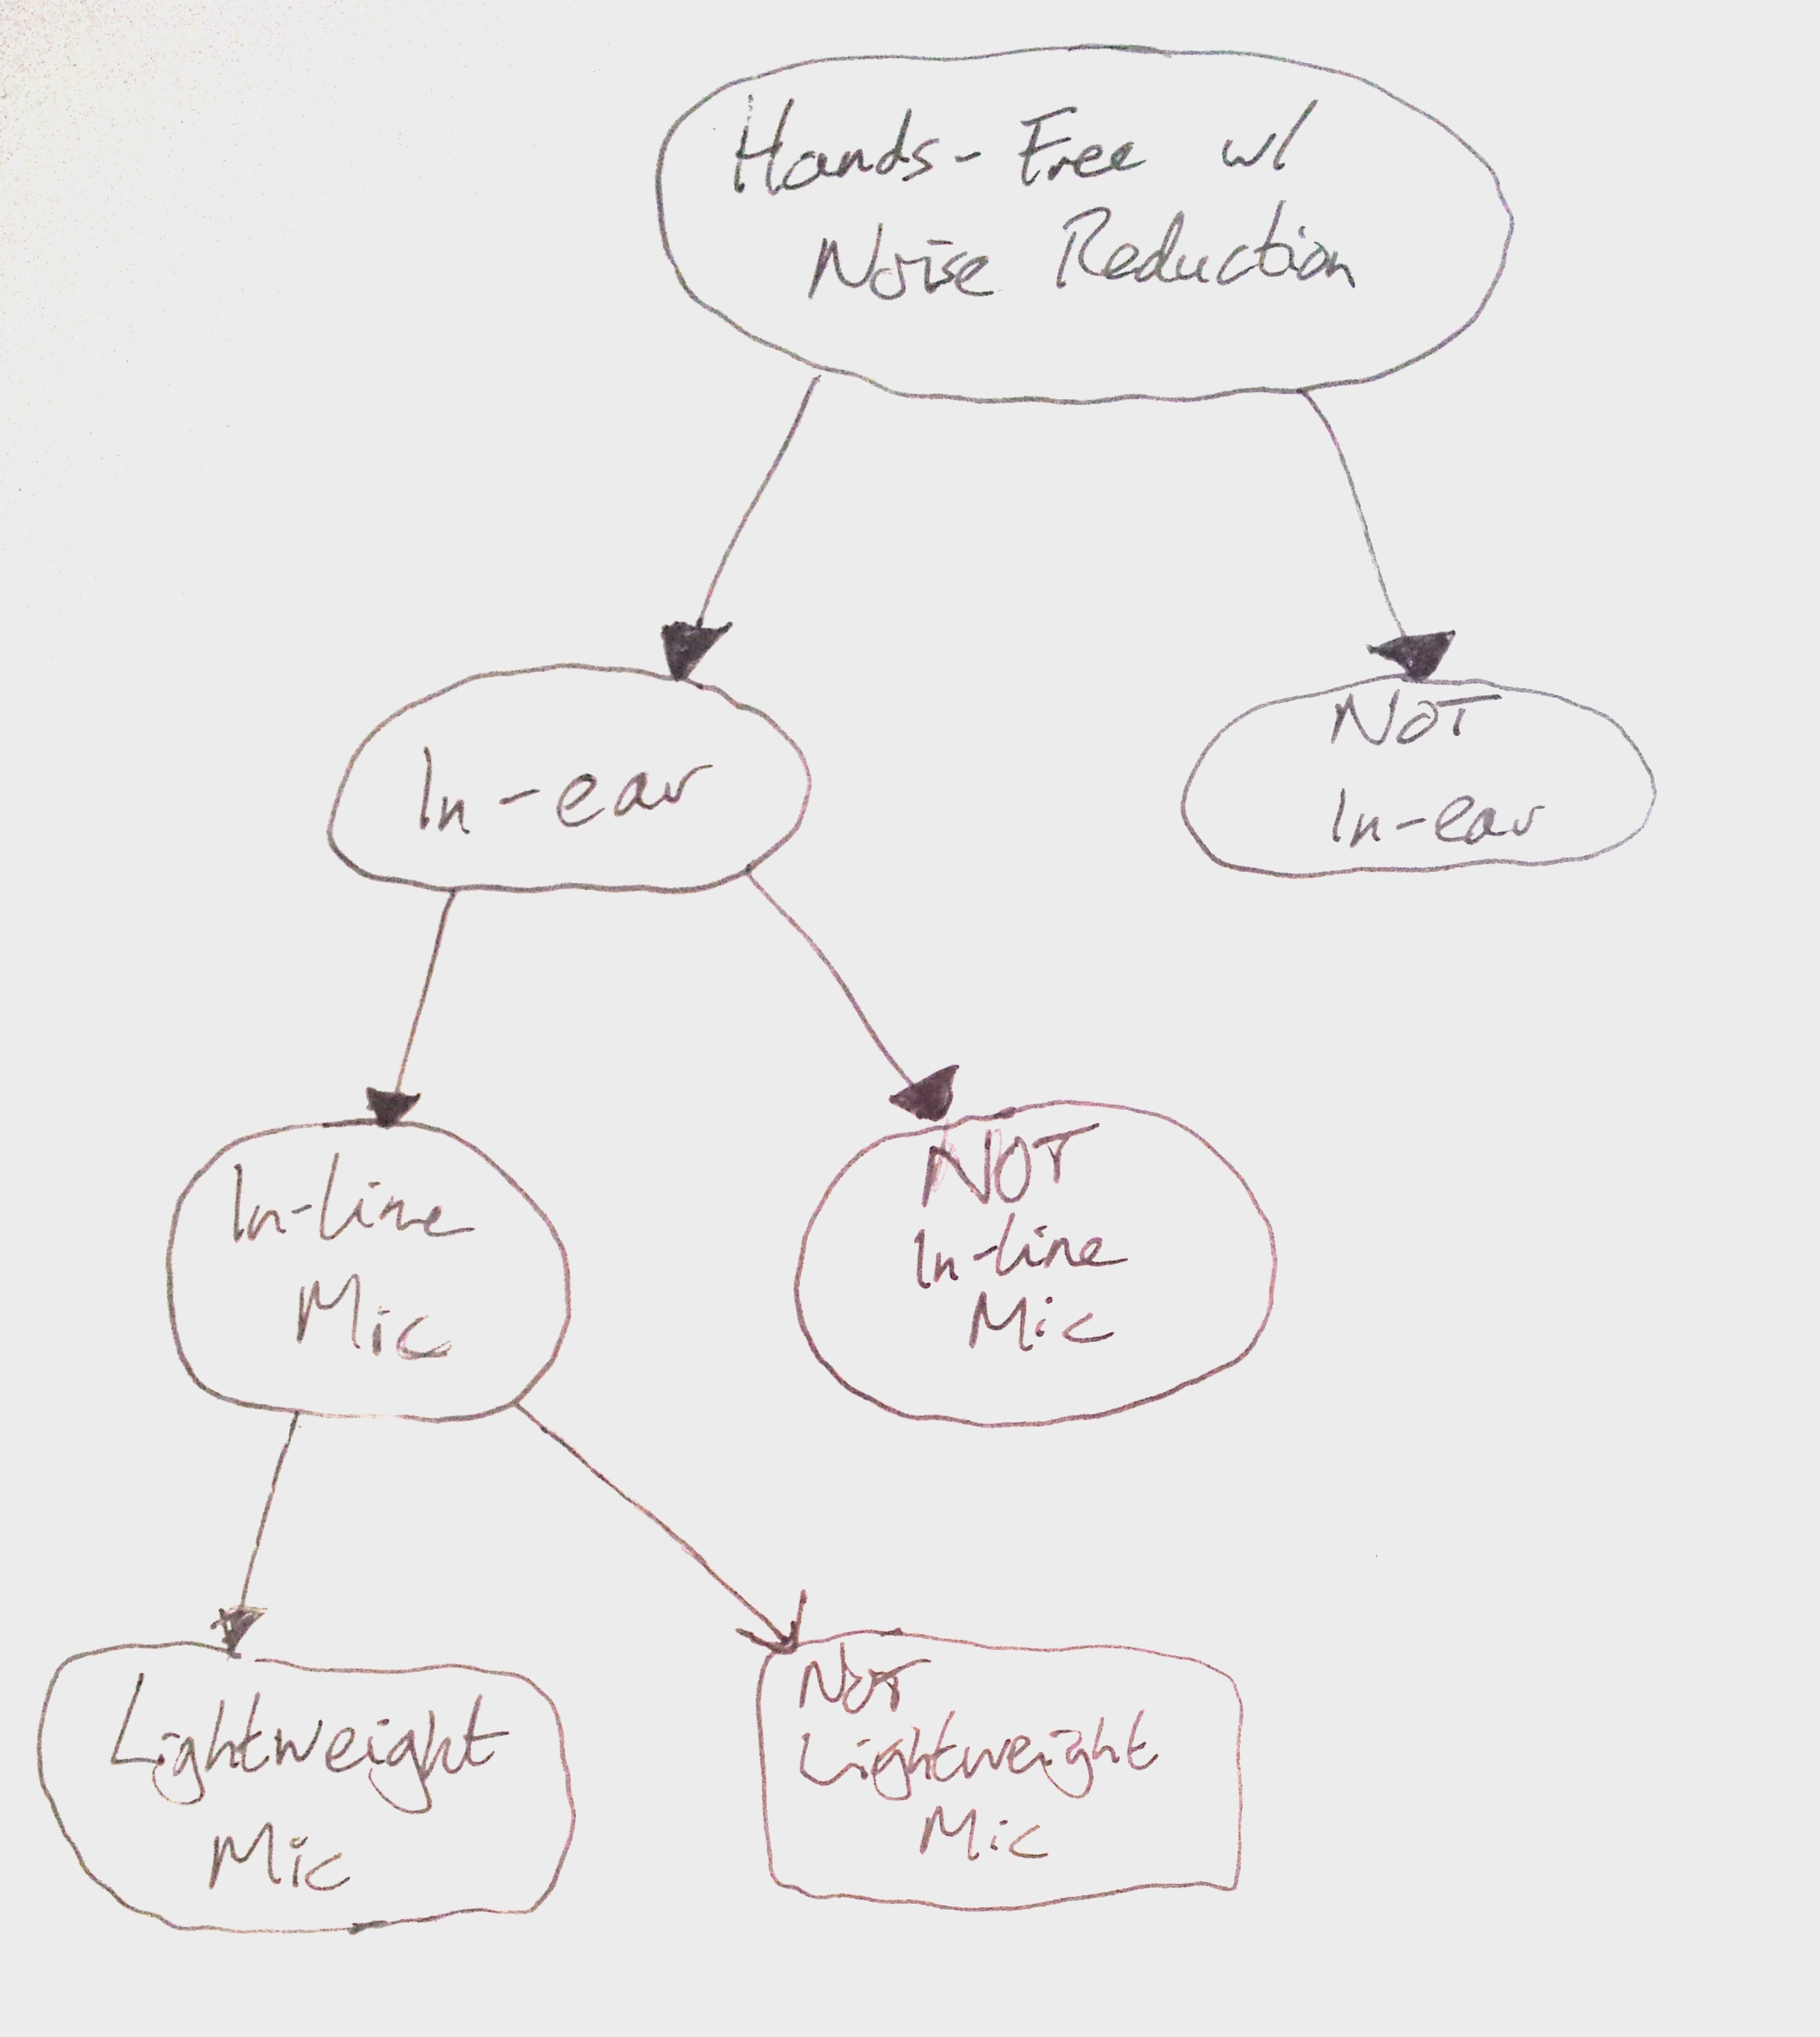 Hands-Free w/
Noise Reduction
In-ear
NOT
In-ear
In-line
Mic
NOT
In-line
Mic
Lightweight
Mic
NOT
Lightweight
Mic